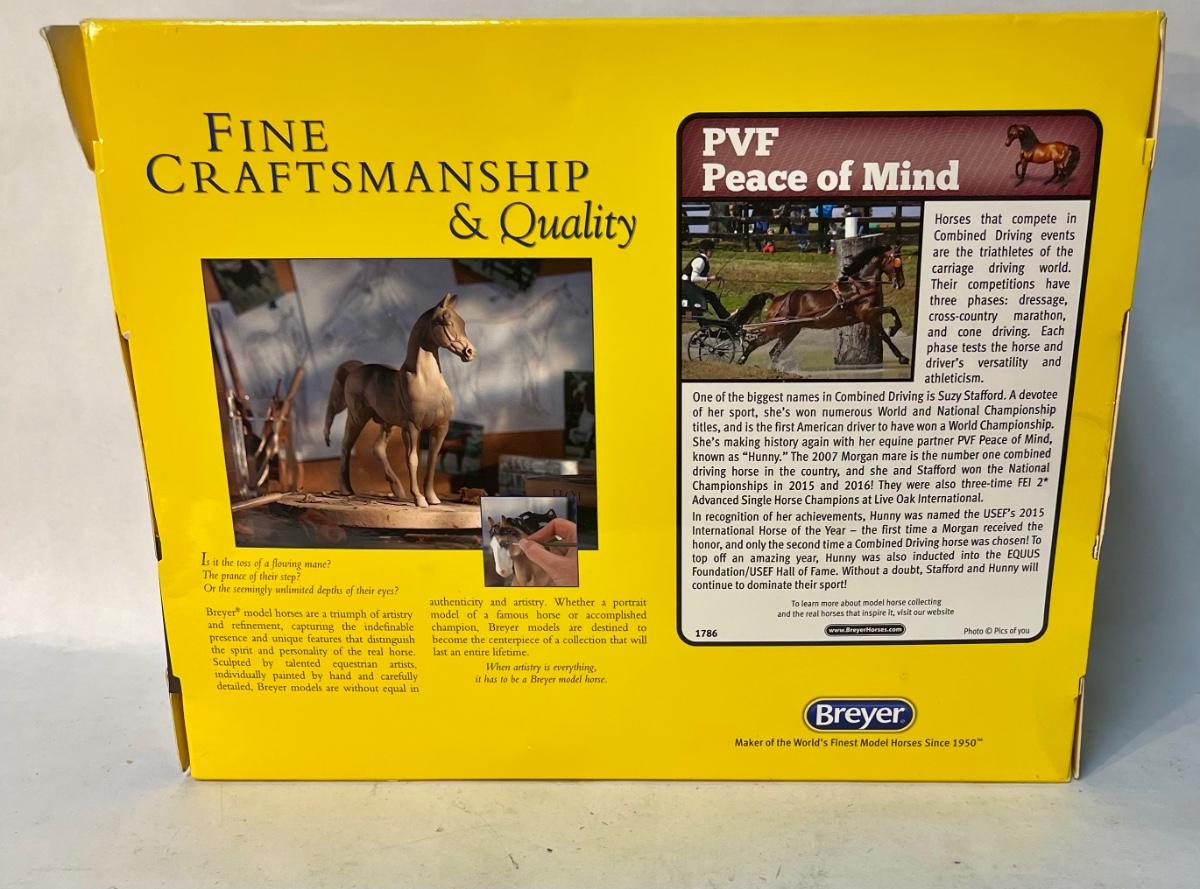 FINE
CRAFTSMANSHIP
& Quality
Is it the toss of a flowing mane?
The prance of their step?
Or the seemingly unlimited depths of their eyes?
Breyer® model horses are a triumph of artistry
and refinement, capturing the indefinable
presence and unique features that distinguish
the spirit and personality of the real horse.
Sculpted by talented equestrian artists,
individually painted by hand and carefully
detailed, Breyer models are without equal in
authenticity and artistry. Whether a portrait
model of a famous horse or accomplished
champion, Breyer models are destined to
become the centerpiece of a collection that will
last an entire lifetime.
When artistry is everything,
it has to be a Breyer model horse.
PVF
Peace of Mind
Horses that compete in
Combined Driving events
are the triathletes of the
carriage driving world.
Their competitions have
three phases: dressage,
cross-country marathon,
and cone driving. Each
phase tests the horse and
driver's versatility and
athleticism.
One of the biggest names in Combined Driving is Suzy Stafford. A devotee
of her sport, she's won numerous World and National Championship
titles, and is the first American driver to have won a World Championship.
She's making history again with her equine partner PVF Peace of Mind,
known as “Hunny.” The 2007 Morgan mare is the number one combined
driving horse in the country, and she and Stafford won the National
Championships in 2015 and 2016! They were also three-time FEI 2*
Advanced Single Horse Champions at Live Oak International.
In recognition of her achievements, Hunny was named the USEF's 2015
International Horse of the Year – the first time a Morgan received the
honor, and only the second time a Combined Driving horse was chosen! To
top off an amazing year, Hunny was also inducted into the EQUUS
Foundation/USEF Hall of Fame. Without a doubt, Stafford and Hunny will
continue to dominate their sport!
To learn more about model horse collecting
and the real horses that inspire it, visit our website
1786
www.BreyerHorses.com
Photo © Pics of you
Breyer®
Maker of the World's Finest Model Horses Since 1950™